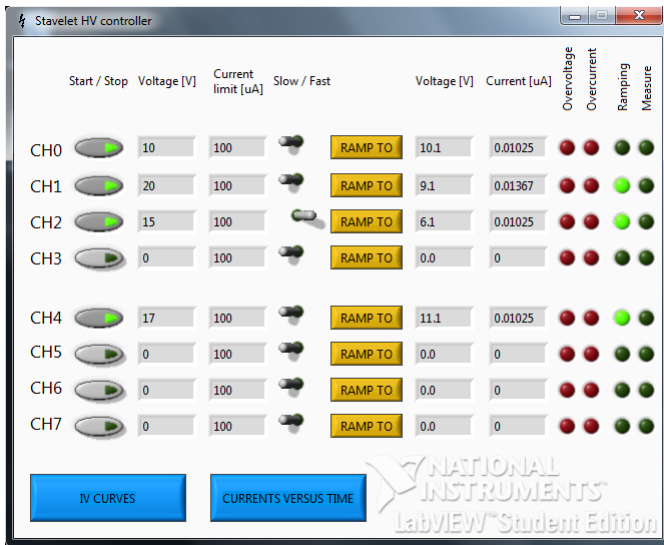 Stavelet HV controller
Start / Stop Voltage [V] Current limit [uA] Slow / Fast Voltage [V] Current [uA] Overvoltage Overcurrent Ramping Measure
CH0 10 100 RAMP TO 10.1 0.01025
CH1 20 100 RAMP TO 9.1 0.01367
CH2 15 100 RAMP TO 6.1 0.01025
CH3 0 100 RAMP TO 0.0 0
CH4 17 100 RAMP TO 11.1 0.01025
CH5 0 100 RAMP TO 0.0 0
CH6 0 100 RAMP TO 0.0 0
CH7 0 100 RAMP TO 0.0 0
IV CURVES CURRENTS VERSUS TIME
NATIONAL
INSTRUMENTS™
LabVIEW™ Student Edition